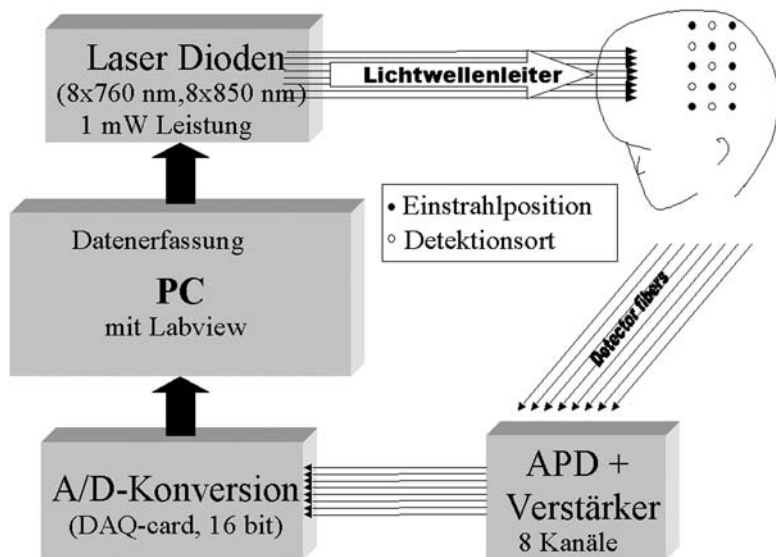 Laser Dioden
(8x760 nm,8x850 nm)
1 mW Leistung
Lichtwellenleiter
Einstrahlposition
Detektionsort
Datenerfassung
PC
mit Labview
Detector fibers
A/D-Konversion
(DAQ-card, 16 bit)
APD +
Verstärker
8 Kanäle